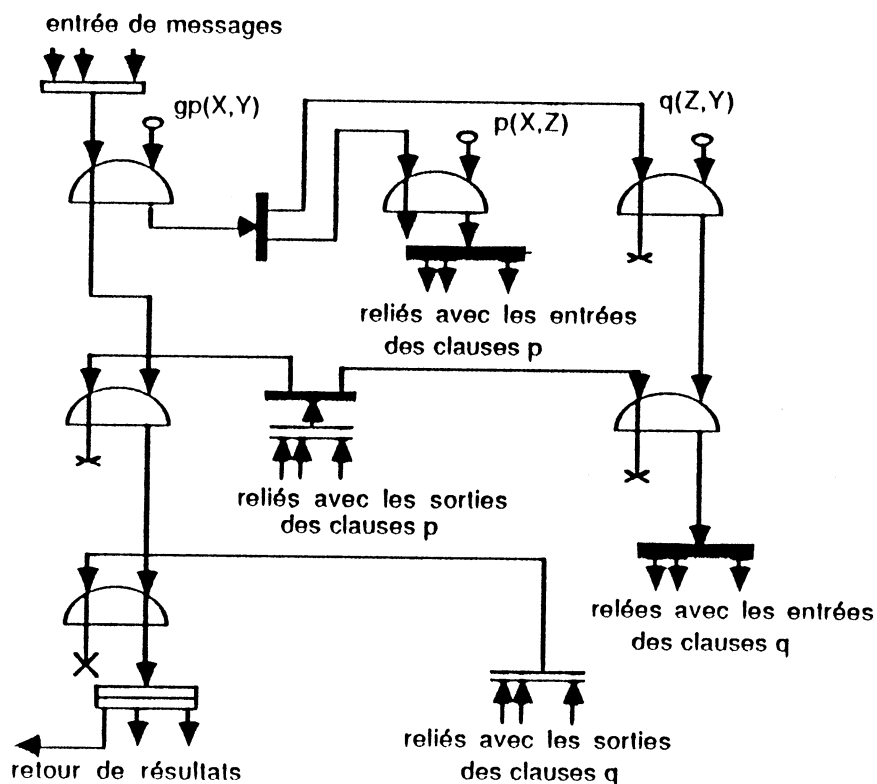 entrée de messages
gp(X,Y)
p(X,Z)
q(Z,Y)
reliés avec les entrées
des clauses p
reliés avec les sorties
des clauses p
relées avec les entrées
des clauses q
reliés avec les sorties
des clauses q
retour de résultats